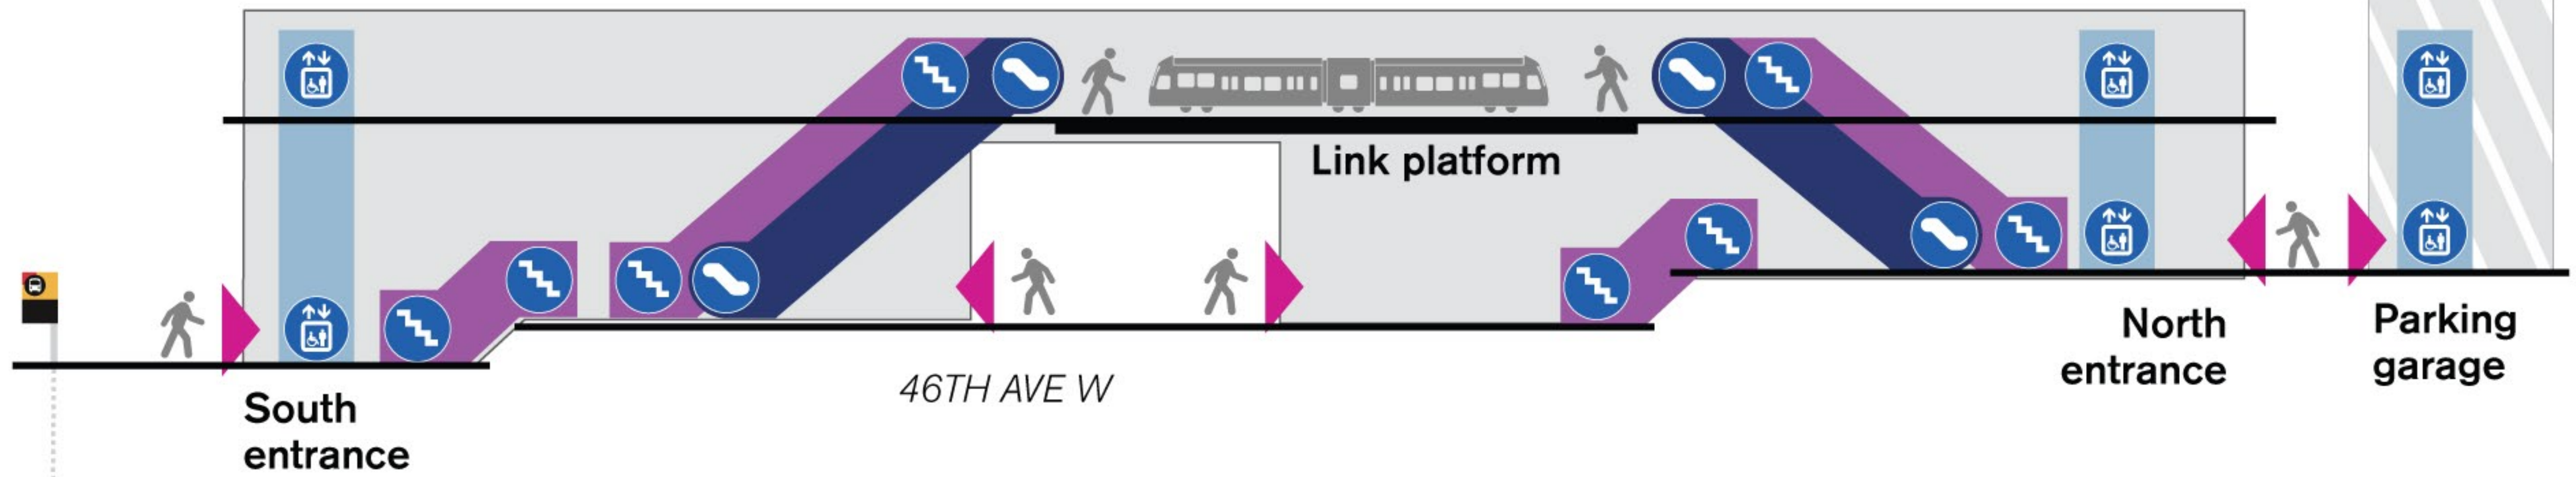 Link platform
South
entrance
46TH AVE W
North
entrance
Parking
garage